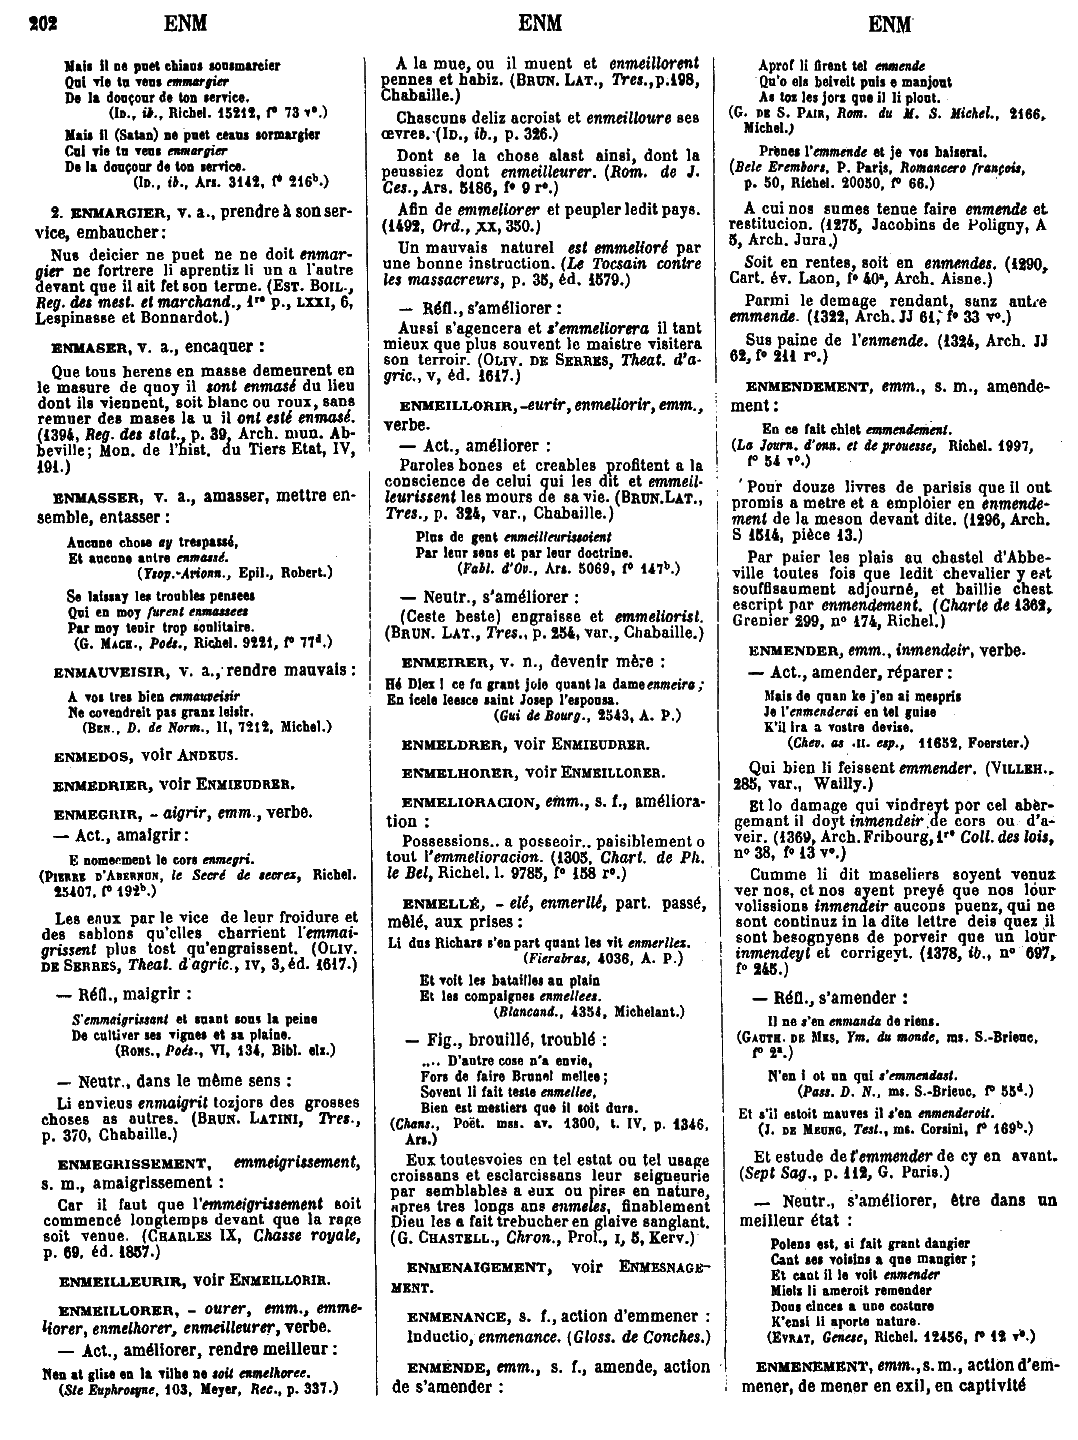 202 ENM ENM ENM
Mais il ne puet chians sousmarcier
Qui vie tu veus emmargier
De la douçour de ton service.
(ID., ib., Richel. 15212, f° 73 v°.)
Mais il (Satan) ne puet ceaus sormargier
Cui vie tu veus enmargier
De la douçour de ton service.
(ID., ib., Ars. 3142, f° 216b.)
2. ENMARGIER, v. a., prendre à son ser-
vice, embaucher :
Nus deicier ne puet ne ne doit enmar-
gier ne fortrere li aprentiz li un a l'autre
devant que il ait fet son terme. (EST. BOIL.,
Reg. des mest. et marchand., 1re p., LXXI, 6,
Lespinasse et Bonnardot.)
ENMASER, v. a., encaquer :
Que tous herens en masse demeurent en
le masure de quoy il sont enmasé du lieu
dont ils viennent, soit blanc ou roux, sans
remuer des mases la u il ont esté enmasé.
(1394, Reg. des stat., p. 39, Arch. mun. Ab-
beville; Mon. de l'hist. du Tiers Etat, IV,
191.)
ENMASSER, v. a., amasser, mettre en-
semble, entasser :
Aucune chose ay trespassé,
Et aucune autre enmassé.
(Ysop.-Avionn., Epil., Robert.)
Se laissay les troubles pensees
Qui en moy furent enmassees
Par moy tenir trop soulitaire.
(G. MACH., Poés., Richel. 9221, f° 77d.)
ENMAUVEISIR, v. a., rendre mauvais :
A vos tres bien enmauveisir
Ne covendreit pas granz leisir.
(BEN., D. de Norm., II, 7212, Michel.)
ENMEDOS, voir ANDEUS.
ENMEDRIER, voir ENMIEUDRER.
ENMEGRIR, - aigrir, emm., verbe.
— Act., amaigrir :
E nomeement le cors enmegri.
(PIERRE D'ABERNON, le Secré de secrez, Richel.
25407, f° 192b.)
Les eaux par le vice de leur froidure et
des sablons qu'elles charrient l'emmai-
grissent plus tost qu'engraissent. (OLIV.
DE SERRES, Theat. d'agric., IV, 3, éd. 1617.)
— Réfl., maigrir :
S'emmaigrissant et suant sous la peine
De cultiver ses vignes et sa plaine.
(RONS., Poés., VI, 134, Bibl. elz.)
— Neutr., dans le même sens :
Li envieus enmaigrit tozjors des grosses
choses as autres. (BRUN. LATINI, Tres.,
p. 370, Chabaille.)
ENMEGRISSEMENT, emmeigrissement,
s. m., amaigrissement :
Car il faut que l'emmeigrissement soit
commencé longtemps devant que la rage
soit venue. (CHARLES IX, Chasse royale,
p. 69, éd. 1857.)
ENMEILLEURIR, voir ENMEILLORIR.
ENMEILLORER, - ourer, emm., emme-
liorer, enmelhorer, enmeilleurer, verbe.
— Act., améliorer, rendre meilleur :
Nen at glise en la vilhe ne soit enmelhoree.
(Ste Euphrosyne, 103, Meyer, Rec., p. 337.)
A la mue, ou il muent et enmeillorent
pennes et habiz. (BRUN. LAT., Tres., p. 198,
Chabaille.)
Chascuns deliz acroist et enmeilloure ses
œvres. (ID., ib., p. 326.)
Dont se la chose alast ainsi, dont la
peussiez dont enmeilleurer. (Rom. de J.
Ces., Ars. 5186, f° 9 r°.)
Afin de emmeliorer et peupler ledit pays.
(1492, Ord., XX, 350.)
Un mauvais naturel est emmelioré par
une bonne instruction. (Le Tocsain contre
les massacreurs, p. 35, éd. 1579.)
— Réfl., s'améliorer :
Aussi s'agencera et s'emmeliorera il tant
mieux que plus souvent le maistre visitera
son terroir. (OLIV. DE SERRES, Theat. d'a-
gric., V, éd. 1617.)
ENMEILLORIR, -eurir, enmeliorir, emm.,
verbe.
— Act., améliorer :
Paroles bones et creables profitent a la
conscience de celui qui les dit et emmeil-
leurissent les mours de sa vie. (BRUN. LAT.,
Tres., p. 324, var., Chabaille.)
Plus de gent enmeilleurissoient
Par leur sens et par leur doctrine.
(Fabl. d'Ov., Ars. 5069, f° 147b.)
— Neutr., s'améliorer :
(Ceste beste) engraisse et emmeliorist.
(BRUN. LAT., Tres., p. 254, var., Chabaille.)
ENMEIRER, v. n., devenir mère :
Hé Diex ! ce fu grant joie quant la dame enmeira ;
En icele leesce saint Josep l'espousa.
(Gui de Bourg., 2543, A. P.)
ENMELDRER, voir ENMIEUDRER.
ENMELHORER, voir ENMEILLORER.
ENMELIORACION, emm., s. f., améliora-
tion :
Possessions.. a posseoir.. paisiblement o
tout l'emmelioracion. (1305, Chart. de Ph.
le Bel, Richel. l. 9785, f° 158 r°.)
ENMELLÉ, - elé, enmerllé, part. passé,
mêlé, aux prises :
Li dus Richars s'en part quant les vit enmerllez.
(Fierabras, 4036, A. P.)
Et voit les batailles au plain
Et les compaignes enmellees.
(Blancand., 4354, Michelant.)
— Fig., brouillé, troublé :
.... D'autre cose n'a envie,
Fors de faire Brunel mellee ;
Sovent li fait teste enmellee,
Bien est mestiers que il soit durs.
(Chans., Poët. mss. av. 1300, t. IV, p. 1346,
Ars.)
Eux toutesvoies en tel estat ou tel usage
croissans et esclarcissans leur seigneurie
par semblables a eux ou pires en nature,
apres tres longs ans enmelés, finablement
Dieu les a fait trebucher en glaive sanglant.
(G. CHASTELL., Chron., Prol., I, 5, Kerv.)
ENMENAIGEMENT, voir ENMESNAGE-
MENT.
ENMENANCE, s. f., action d'emmener :
Inductio, enmenance. (Gloss. de Conches.)
ENMENDE, emm., s. f., amende, action
de s'amender :
Aprof li firent tel enmende
Qu'o els beiveit puis e manjout
As toz les jorz que il li plout.
(G. DE S. PAIR, Rom. du M. S. Michel., 2166,
Michel.)
Prènes l'emmende et je vos baiserai.
(Bele Erembors, P. Paris, Romancero françois,
p. 50, Richel. 20050, f° 66.)
A cui nos sumes tenue faire enmende et
restitucion. (1275, Jacobins de Poligny, A
5, Arch. Jura.)
Soit en rentes, soit en enmendes. (1290,
Cart. év. Laon, f° 40a, Arch. Aisne.)
Parmi le demage rendant, sanz autre
emmende. (1322, Arch. JJ 61, f° 33 v°.)
Sus paine de l'enmende. (1324, Arch. JJ
62, f° 211 r°.)
ENMENDEMENT, emm., s. m., amende-
ment :
En ce fait chiet emmendement.
(La Journ. d'onn. et de prouesse, Richel. 1997,
f° 54 v°.)
Pour douze livres de parisis que il out
promis a metre et a emploier en enmende-
ment de la meson devant dite. (1296, Arch.
S 1514, pièce 13.)
Par paier les plais au chastel d'Abbe-
ville toutes fois que ledit chevalier y est
souffisaument adjourné, et baillie chest
escript par enmendement. (Charte de 1362,
Grenier 299, n° 174, Richel.)
ENMENDER, emm., inmendeir, verbe.
— Act., amender, réparer :
Mais de quan ke j'en ai mespris
Je l'enmenderai en tel guise
K'il ira a vostre devise.
(Chev. as .II. esp., 11652, Foerster.)
Qui bien li feissent emmender. (VILLEH.,
285, var., Wailly.)
Et lo damage qui vindreyt por cel aber-
gemant il doyt inmendeir de cors ou d'a-
veir. (1369, Arch. Fribourg, 1re Coll. des lois,
n° 38, f° 13 v°.)
Cumme li dit maseliers soyent venuz
ver nos, et nos ayent preyé que nos lour
volissions inmendeir aucons puenz, qui ne
sont continuz in la dite lettre deis quez il
sont besognyens de porveir que un lour
inmendeyt et corrigeyt. (1378, ib., n° 697,
f° 245.)
— Réfl., s'amender :
Il ne s'en enmanda de riens.
(GAUTH. DE MES, Ym. du monde, ms. S.-Brieuc,
f° 2a.)
N'en i ot un qui s'emmendast.
(Pass. D. N., ms. S.-Brieuc, f° 55d.)
Et s'il estoit mauves il s'en enmenderoit.
(J. DE MEUNG, Test., ms. Corsini, f° 169b.)
Et estude de t'emmender de cy en avant.
(Sept Sag., p. 112, G. Paris.)
— Neutr., s'améliorer, être dans un
meilleur état :
Polens est, si fait grant dangier
Cant ses voisins a que mangier ;
Et cant il le voit enmender
Mielz li ameroit remender
Dous cinces a une costure
K'ensi li aporte nature.
(EVRAT, Genese, Richel. 12456, f° 12 v°.)
ENMENEMENT, emm., s. m., action d'em-
mener, de mener en exil, en captivité